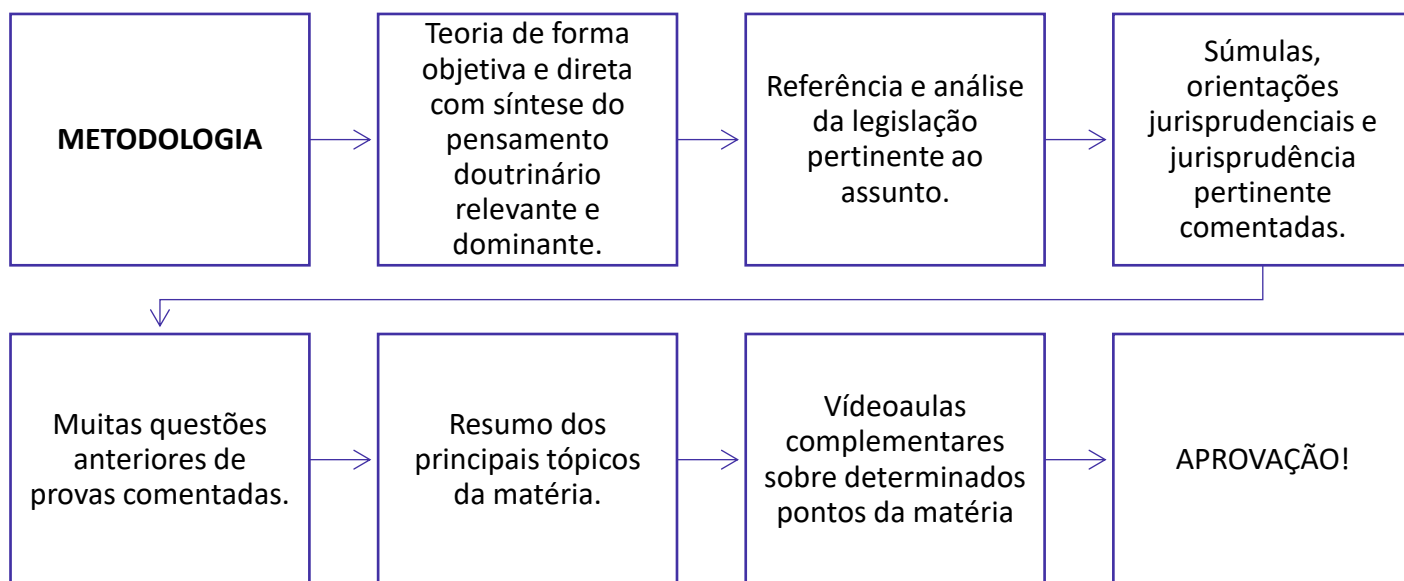 METODOLOGIA
Teoria de forma
objetiva e direta
com síntese do
pensamento
doutrinário
relevante e
dominante.
Referência e análise
da legislação
pertinente ao
assunto.
Súmulas,
orientações
jurisprudenciais e
jurisprudência
pertinente
comentadas.
Muitas questões
anteriores de
provas comentadas.
Resumo dos
principais tópicos
da matéria.
Vídeoaulas
complementares
sobre determinados
pontos da matéria
APROVAÇÃO!